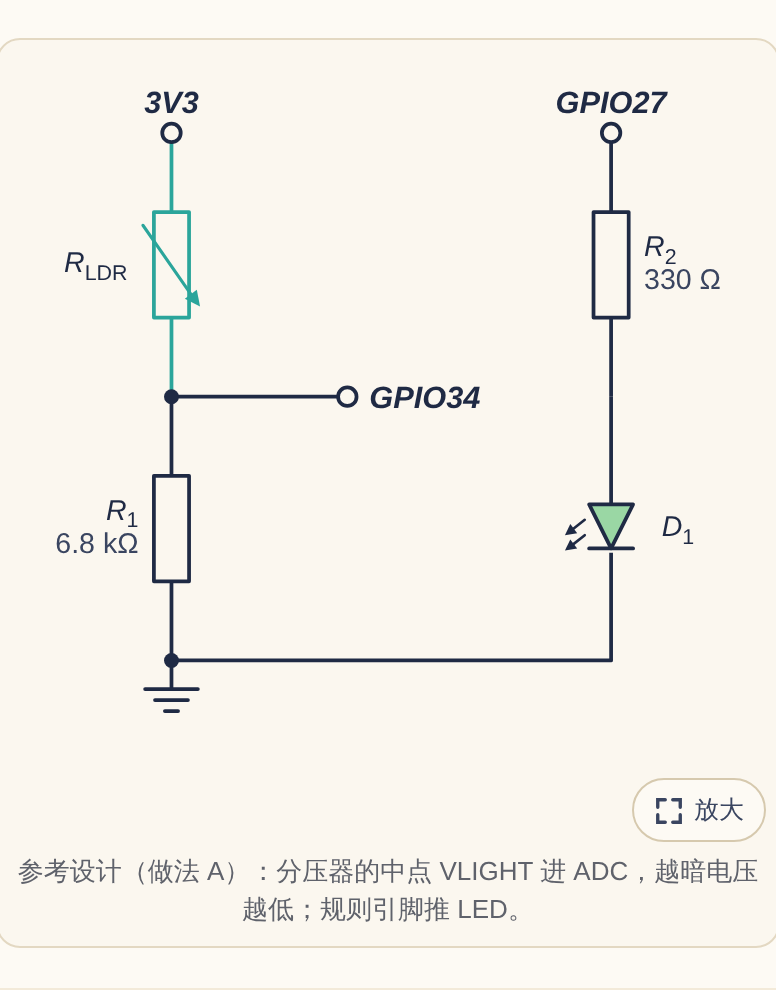 3V3
GPIO27
R2
330 Ω
RLDR
GPIO34
R1
6.8 kΩ
D1
放大
参考设计（做法 A）：分压器的中点 VLIGHT 进 ADC，越暗电压
越低；规则引脚推 LED。